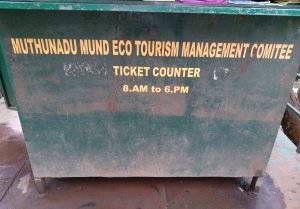 MUTHUNADU MUND ECO TOURISM MANAGEMENT COMITEE
TICKET COUNTER
8.AM to 6.PM